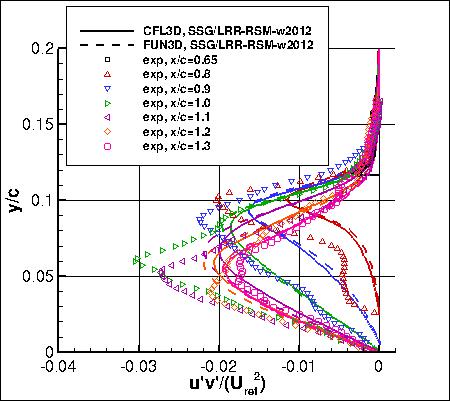 CFL3D, SSG/LRR-RSM-w2012
FUN3D, SSG/LRR-RSM-w2012
exp, x/c=0.65
exp, x/c=0.8
exp, x/c=0.9
exp, x/c=1.0
exp, x/c=1.1
exp, x/c=1.2
exp, x/c=1.3
0.2
0.15
0.1
0.05
0
y/c
-0.04
-0.03
-0.02
-0.01
0
u'v'/(U_ref^2)